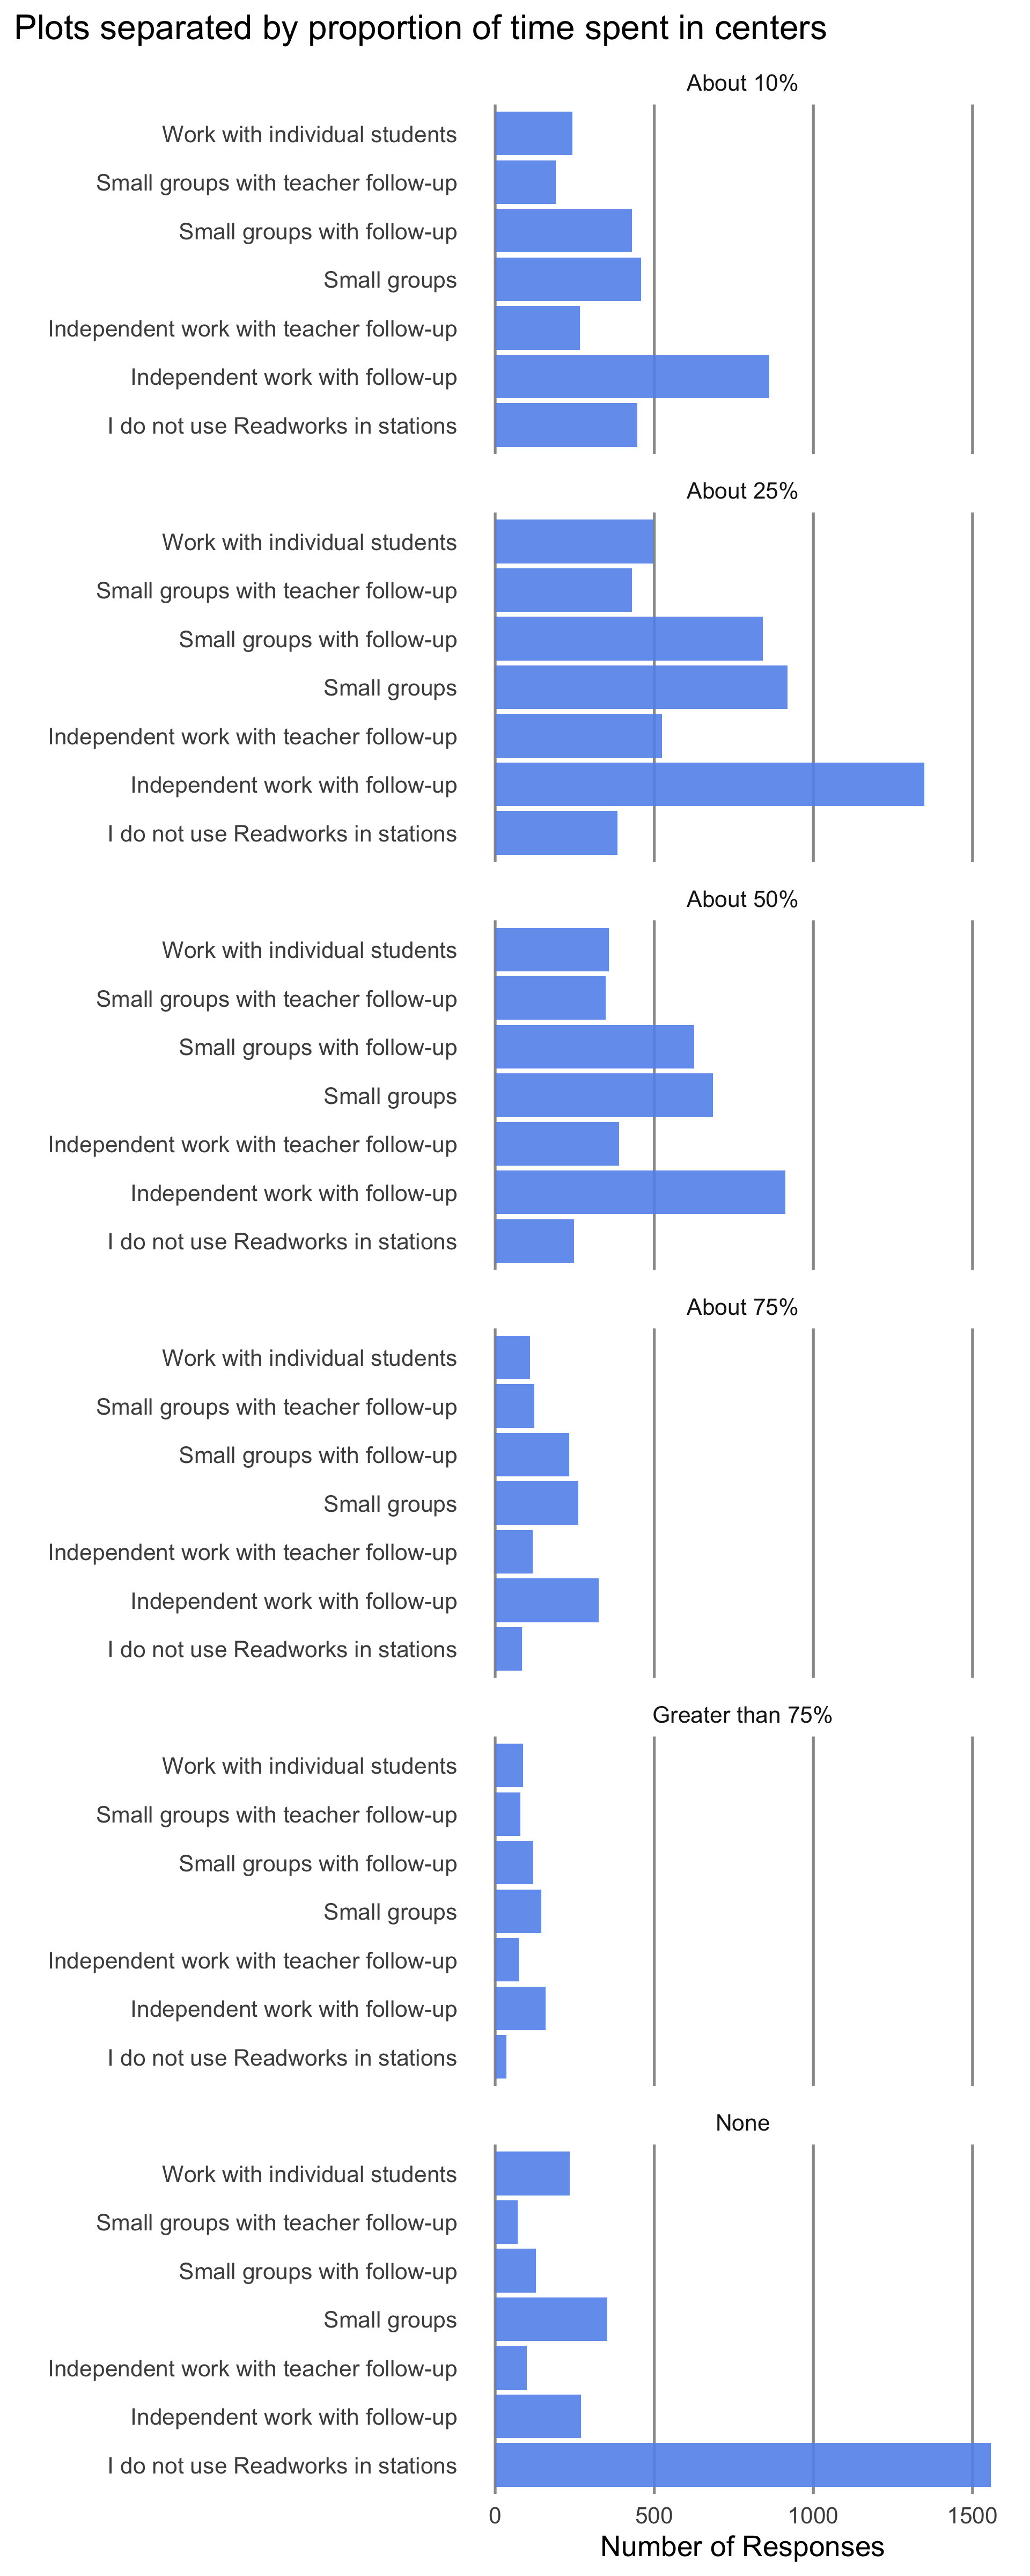 Plots separated by proportion of time spent in centers
About 10%
Work with individual students
Small groups with teacher follow-up
Small groups with follow-up
Small groups
Independent work with teacher follow-up
Independent work with follow-up
I do not use Readworks in stations
About 25%
Work with individual students
Small groups with teacher follow-up
Small groups with follow-up
Small groups
Independent work with teacher follow-up
Independent work with follow-up
I do not use Readworks in stations
About 50%
Work with individual students
Small groups with teacher follow-up
Small groups with follow-up
Small groups
Independent work with teacher follow-up
Independent work with follow-up
I do not use Readworks in stations
About 75%
Work with individual students
Small groups with teacher follow-up
Small groups with follow-up
Small groups
Independent work with teacher follow-up
Independent work with follow-up
I do not use Readworks in stations
Greater than 75%
Work with individual students
Small groups with teacher follow-up
Small groups with follow-up
Small groups
Independent work with teacher follow-up
Independent work with follow-up
I do not use Readworks in stations
None
Work with individual students
Small groups with teacher follow-up
Small groups with follow-up
Small groups
Independent work with teacher follow-up
Independent work with follow-up
I do not use Readworks in stations
0 500 1000 1500
Number of Responses